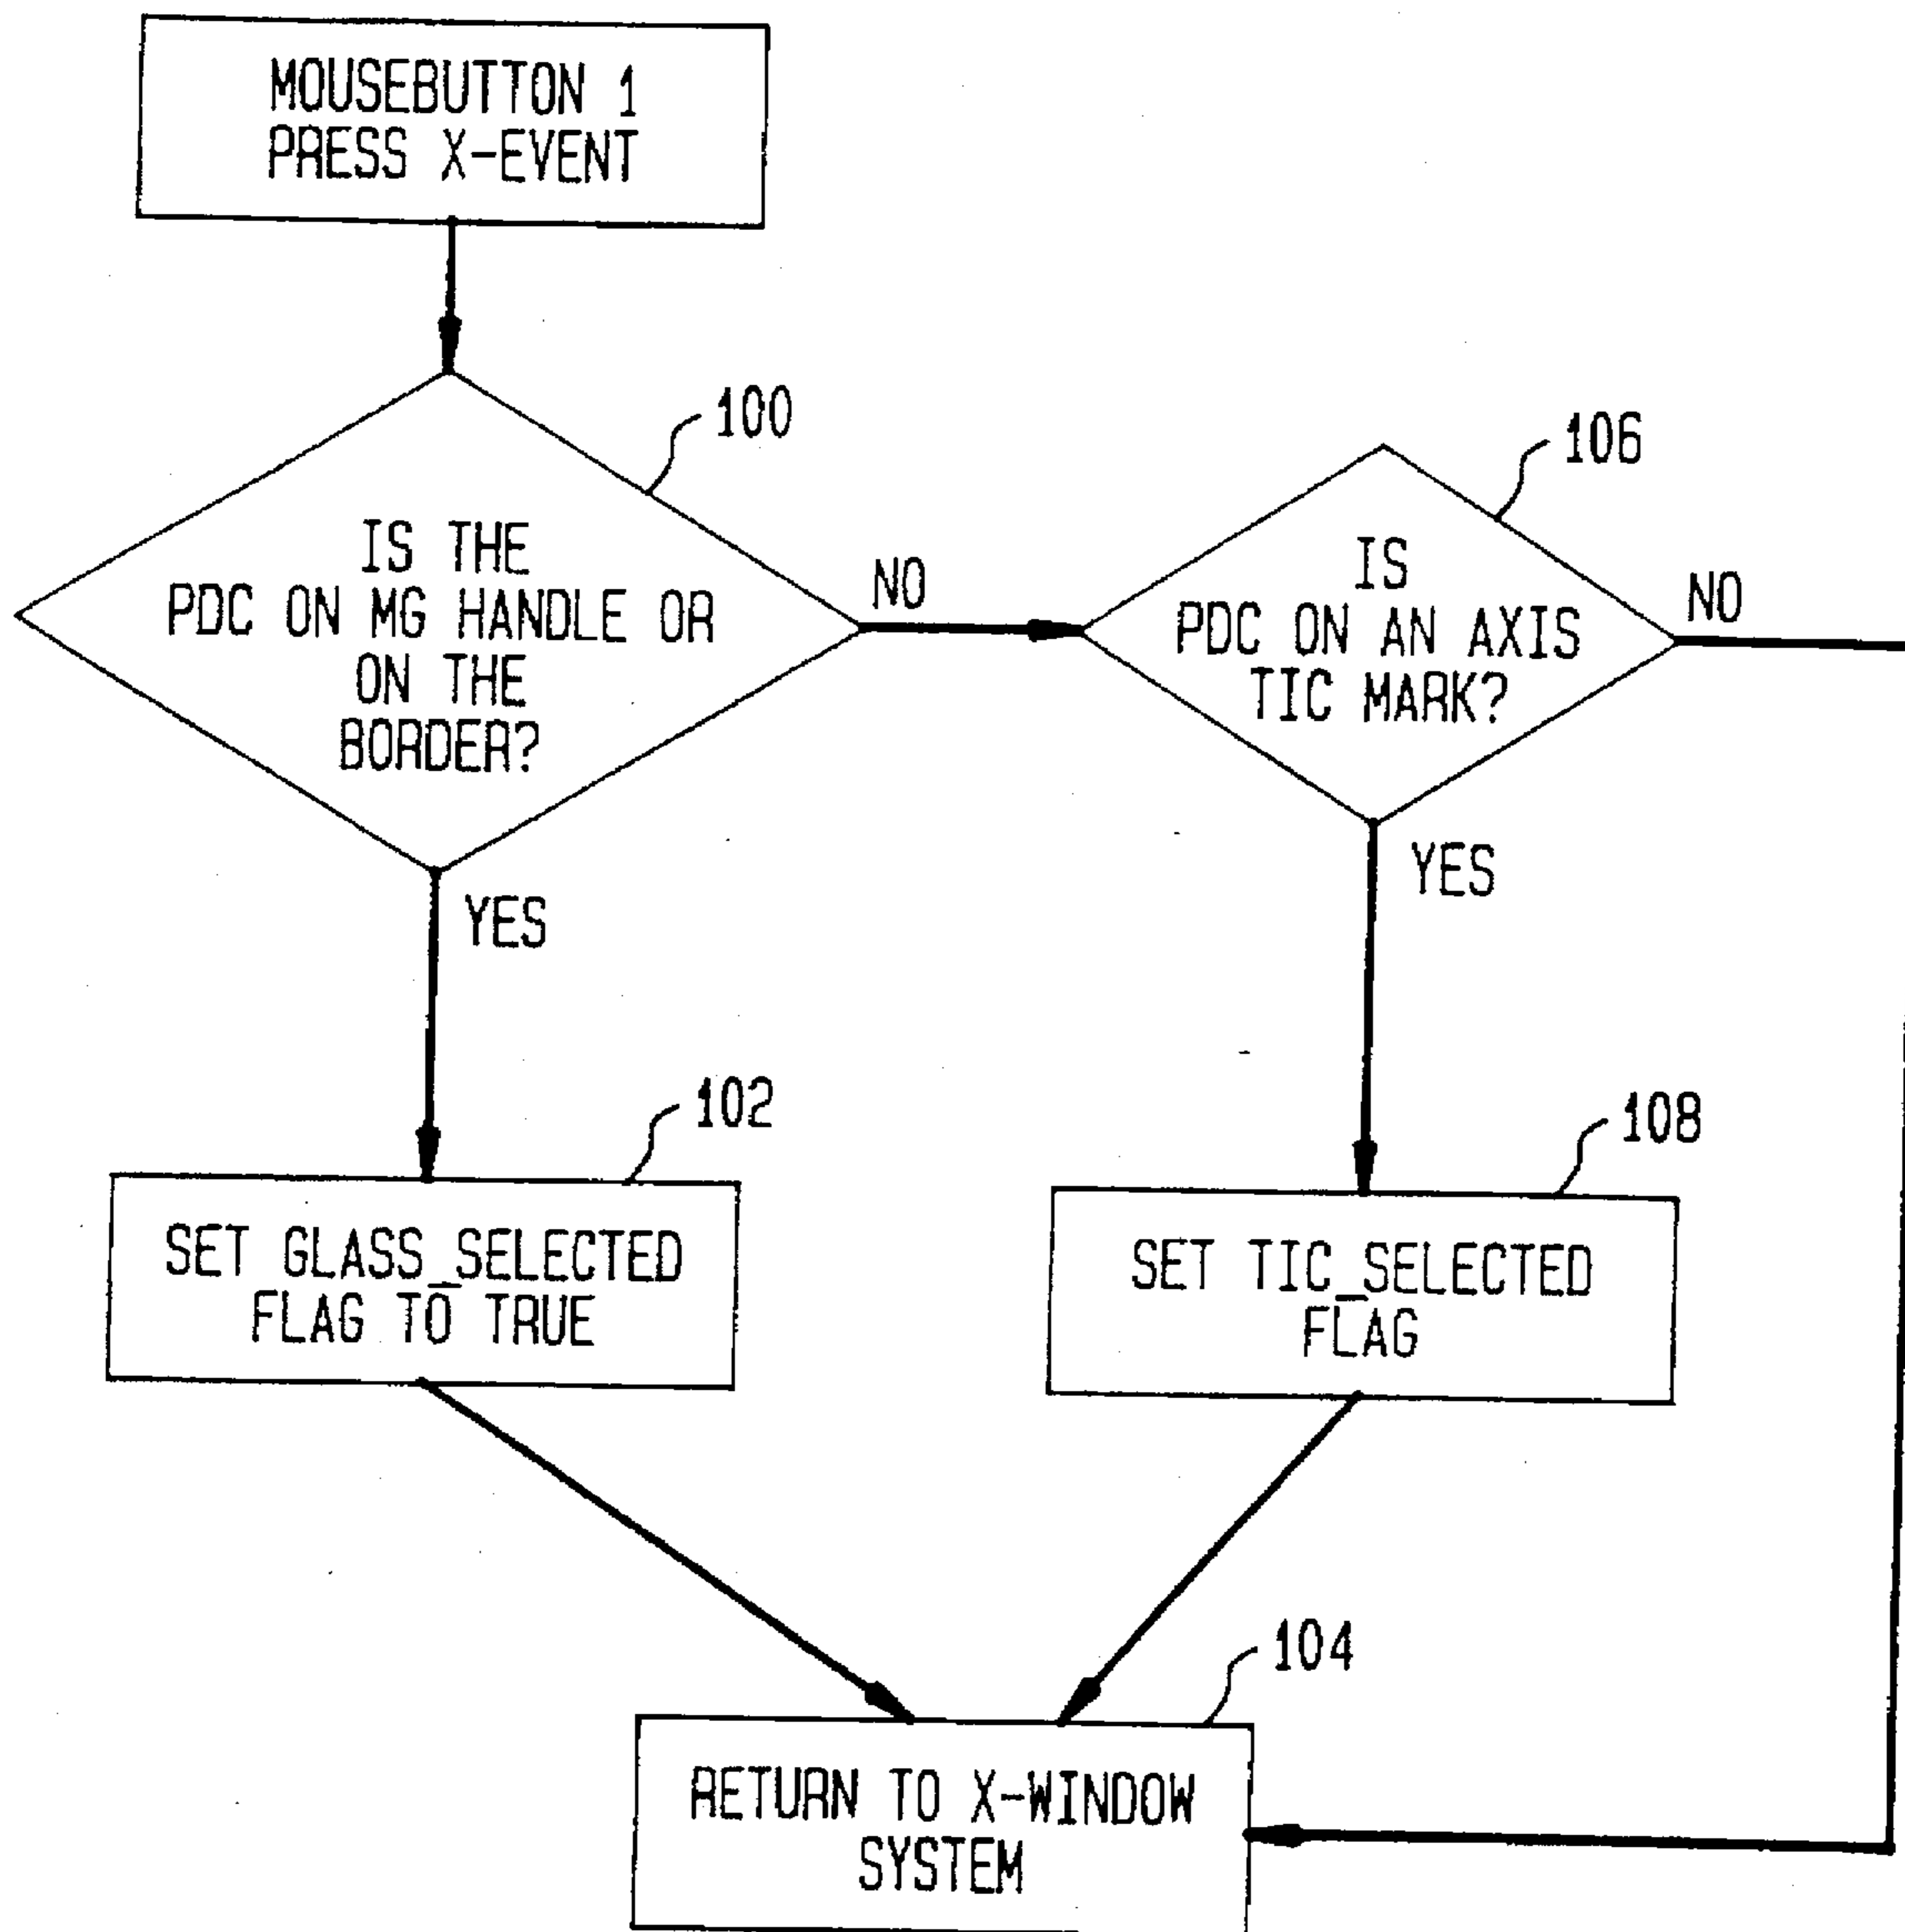 MOUSEBUTTON 1
PRESS X-EVENT
100
IS THE
PDC ON MG HANDLE OR
ON THE
BORDER?
NO
106
IS
PDC ON AN AXIS
TIC MARK?
NO
YES
YES
102
SET GLASS_SELECTED
FLAG TO TRUE
108
SET TIC_SELECTED
FLAG
104
RETURN TO X-WINDOW
SYSTEM